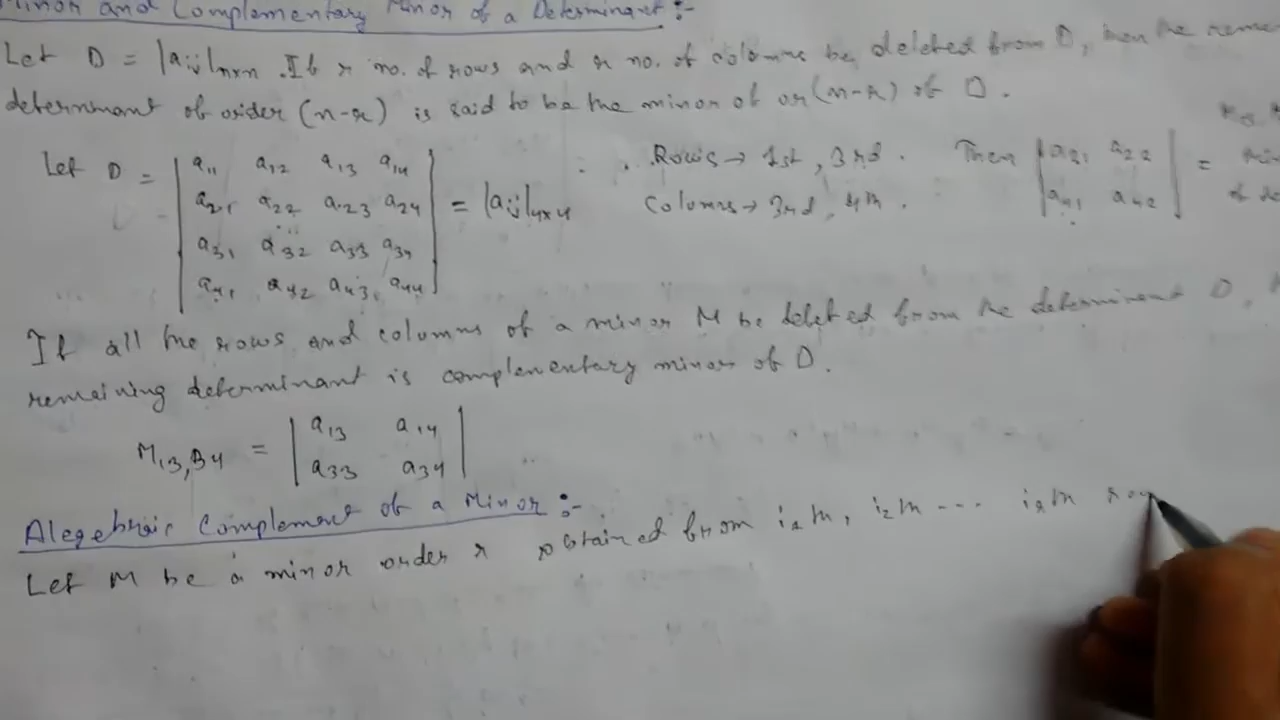 Minor and Complementary Minor of a Determinant :-
Let D = |aij|nxn . If r no. of rows and r no. of columns be deleted from D, then the
determinant of order (n-r) is said to be the minor of or (n-r) of D.
Let D = | a11 a12 a13 a14 | = |aij|4x4 . Rows → 1st, 3rd . Then | a21 a22 | =
| a21 a22 a23 a24 | Columns → 3rd, 4th . | a41 a42 |
| a31 a32 a33 a34 |
| a41 a42 a43 a44 |
If all the rows and columns of a minor M be deleted from the determinant D,
remaining determinant is complementary minor of D.
M13,34 = | a13 a14 |
| a33 a34 |
Alegebraic Complement of a Minor :-
Let M be a minor order r obtained from i1th, i2th ... irth row